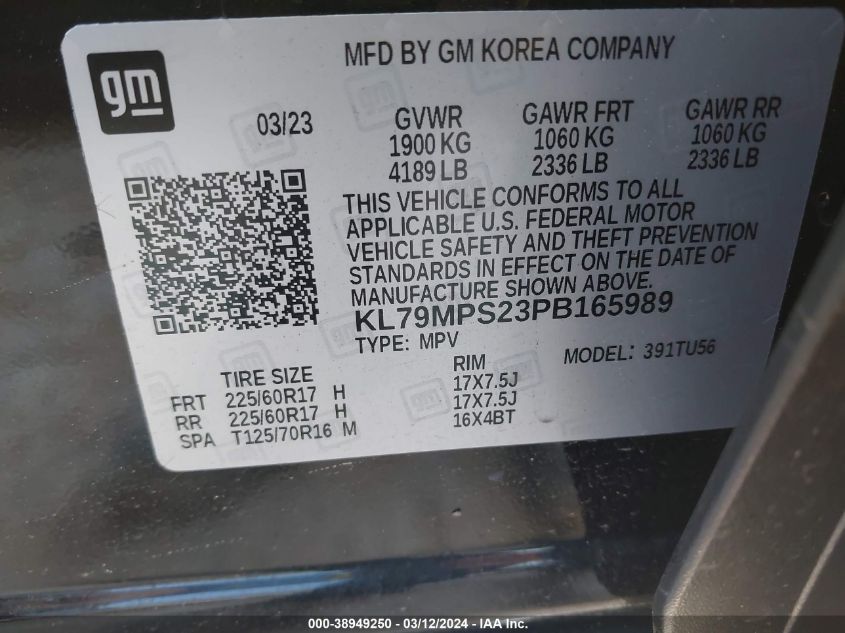 gm
MFD BY GM KOREA COMPANY
03/23
GVWR GAWR FRT GAWR RR
1900 KG 1060 KG 1060 KG
4189 LB 2336 LB 2336 LB
THIS VEHICLE CONFORMS TO ALL
APPLICABLE U.S. FEDERAL MOTOR
VEHICLE SAFETY AND THEFT PREVENTION
STANDARDS IN EFFECT ON THE DATE OF
MANUFACTURE SHOWN ABOVE.
KL79MPS23PB165989
TYPE: MPV MODEL: 391TU56
TIRE SIZE RIM
FRT 225/60R17 H 17X7.5J
RR 225/60R17 H 17X7.5J
SPA T125/70R16 M 16X4BT
000-38949250 - 03/12/2024 - IAA Inc.